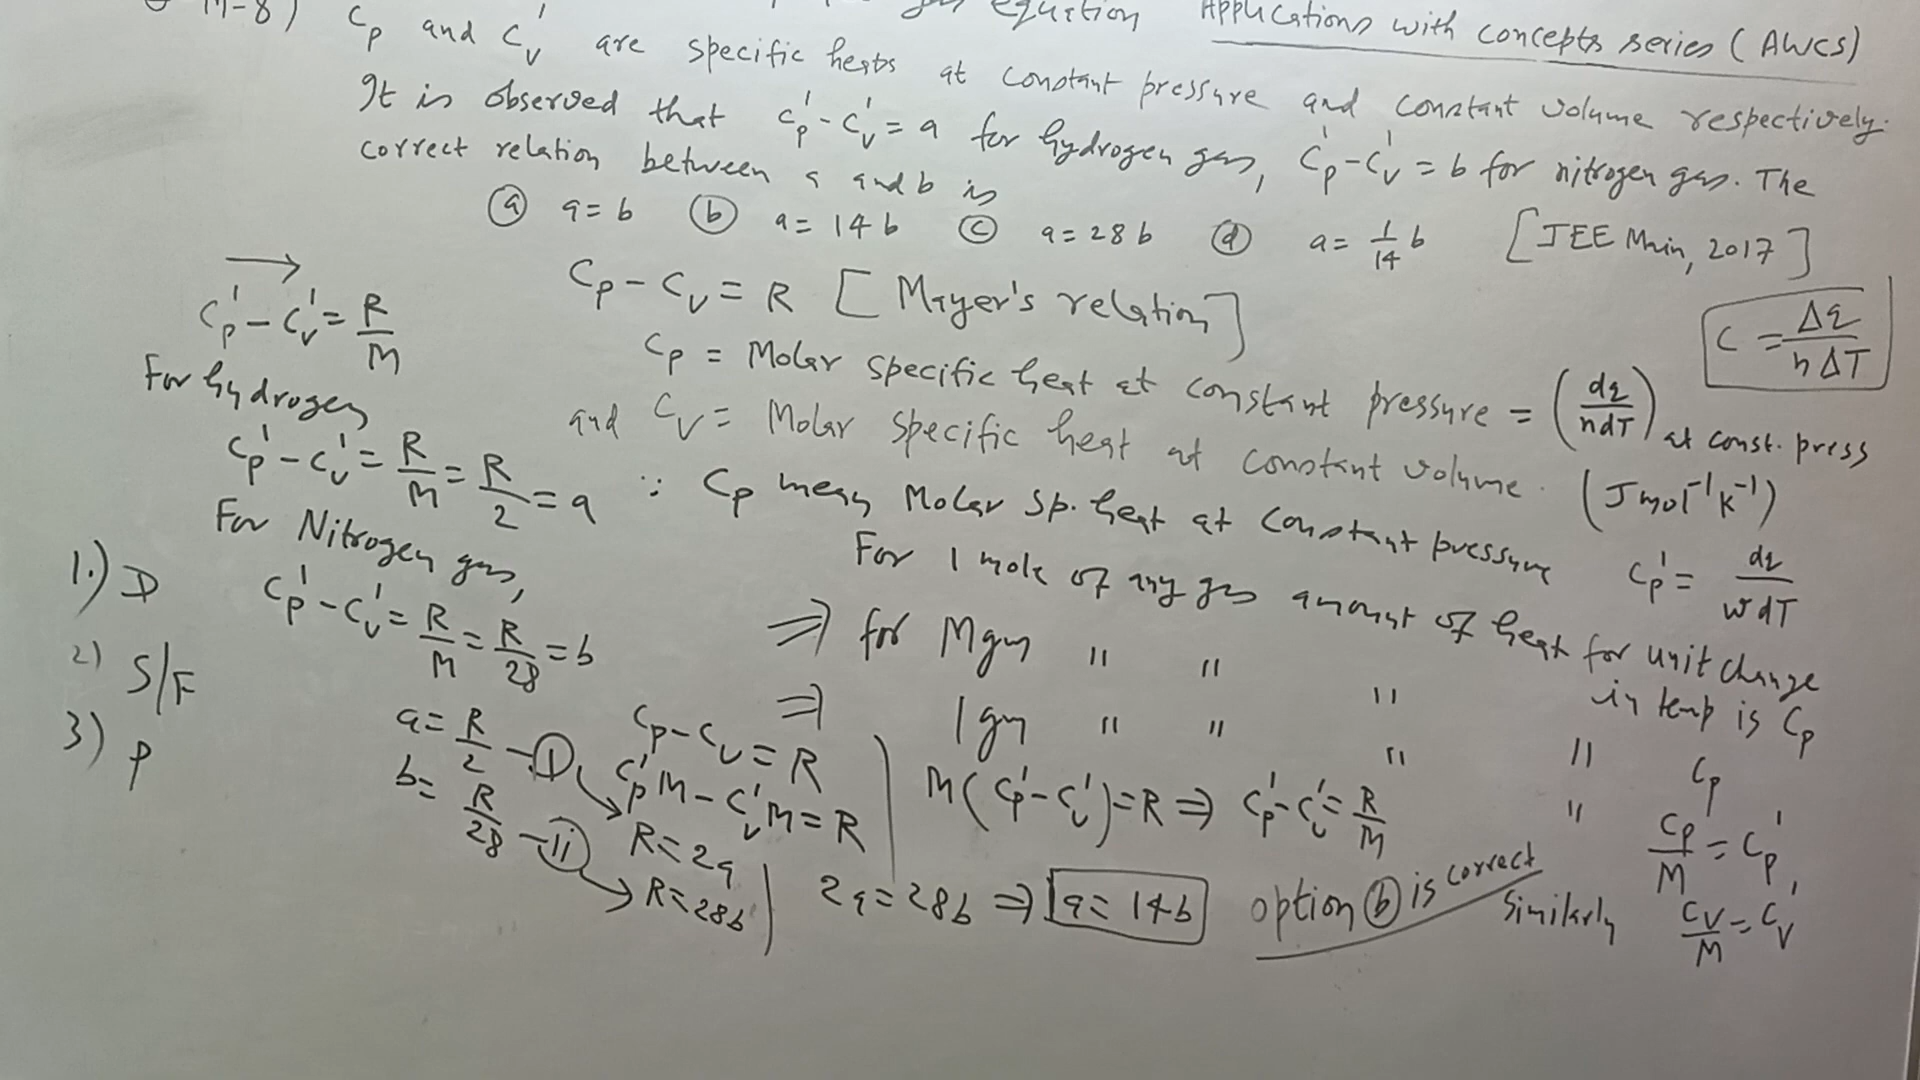 equation Applications with concepts series (AWCS)
Cp' and Cv' are specific heats at constant pressure and constant volume respectively.
It is observed that Cp' - Cv' = a for hydrogen gas, Cp' - Cv' = b for nitrogen gas. The
correct relation between a and b is
ⓐ a = b ⓑ a = 14 b ⓒ a = 28 b ⓓ a = 1/14 b [JEE Main, 2017]
→ Cp - Cv = R [Mayer's relation]
Cp' - Cv' = R/M
C = Δq/nΔT
Cp = Molar specific heat at constant pressure = (dq/ndT) at const. press
and Cv = Molar specific heat at constant volume. (J mol⁻¹ K⁻¹)
For hydrogen
Cp' - Cv' = R/M = R/2 = a
∵ Cp mean Molar sp. heat at constant pressure
Cp' = dq/wdT
For 1 mole of any gas amount of heat for unit change
in temp is Cp
⇒ for M gm " " " " Cp
⇒ 1 gm " " " " Cp/M = Cp',
Similarly Cv/M = Cv'
For Nitrogen gas,
Cp' - Cv' = R/M = R/28 = b
1.) D
2) S/F
3) P
a = R/2 - ⓘ
b = R/28 - ⓘⓘ
Cp - Cv = R
Cp'M - Cv'M = R
M(Cp' - Cv') = R ⇒ Cp' - Cv' = R/M
R = 2a
R = 28b
2a = 28b ⇒ a = 14b option ⓑ is correct